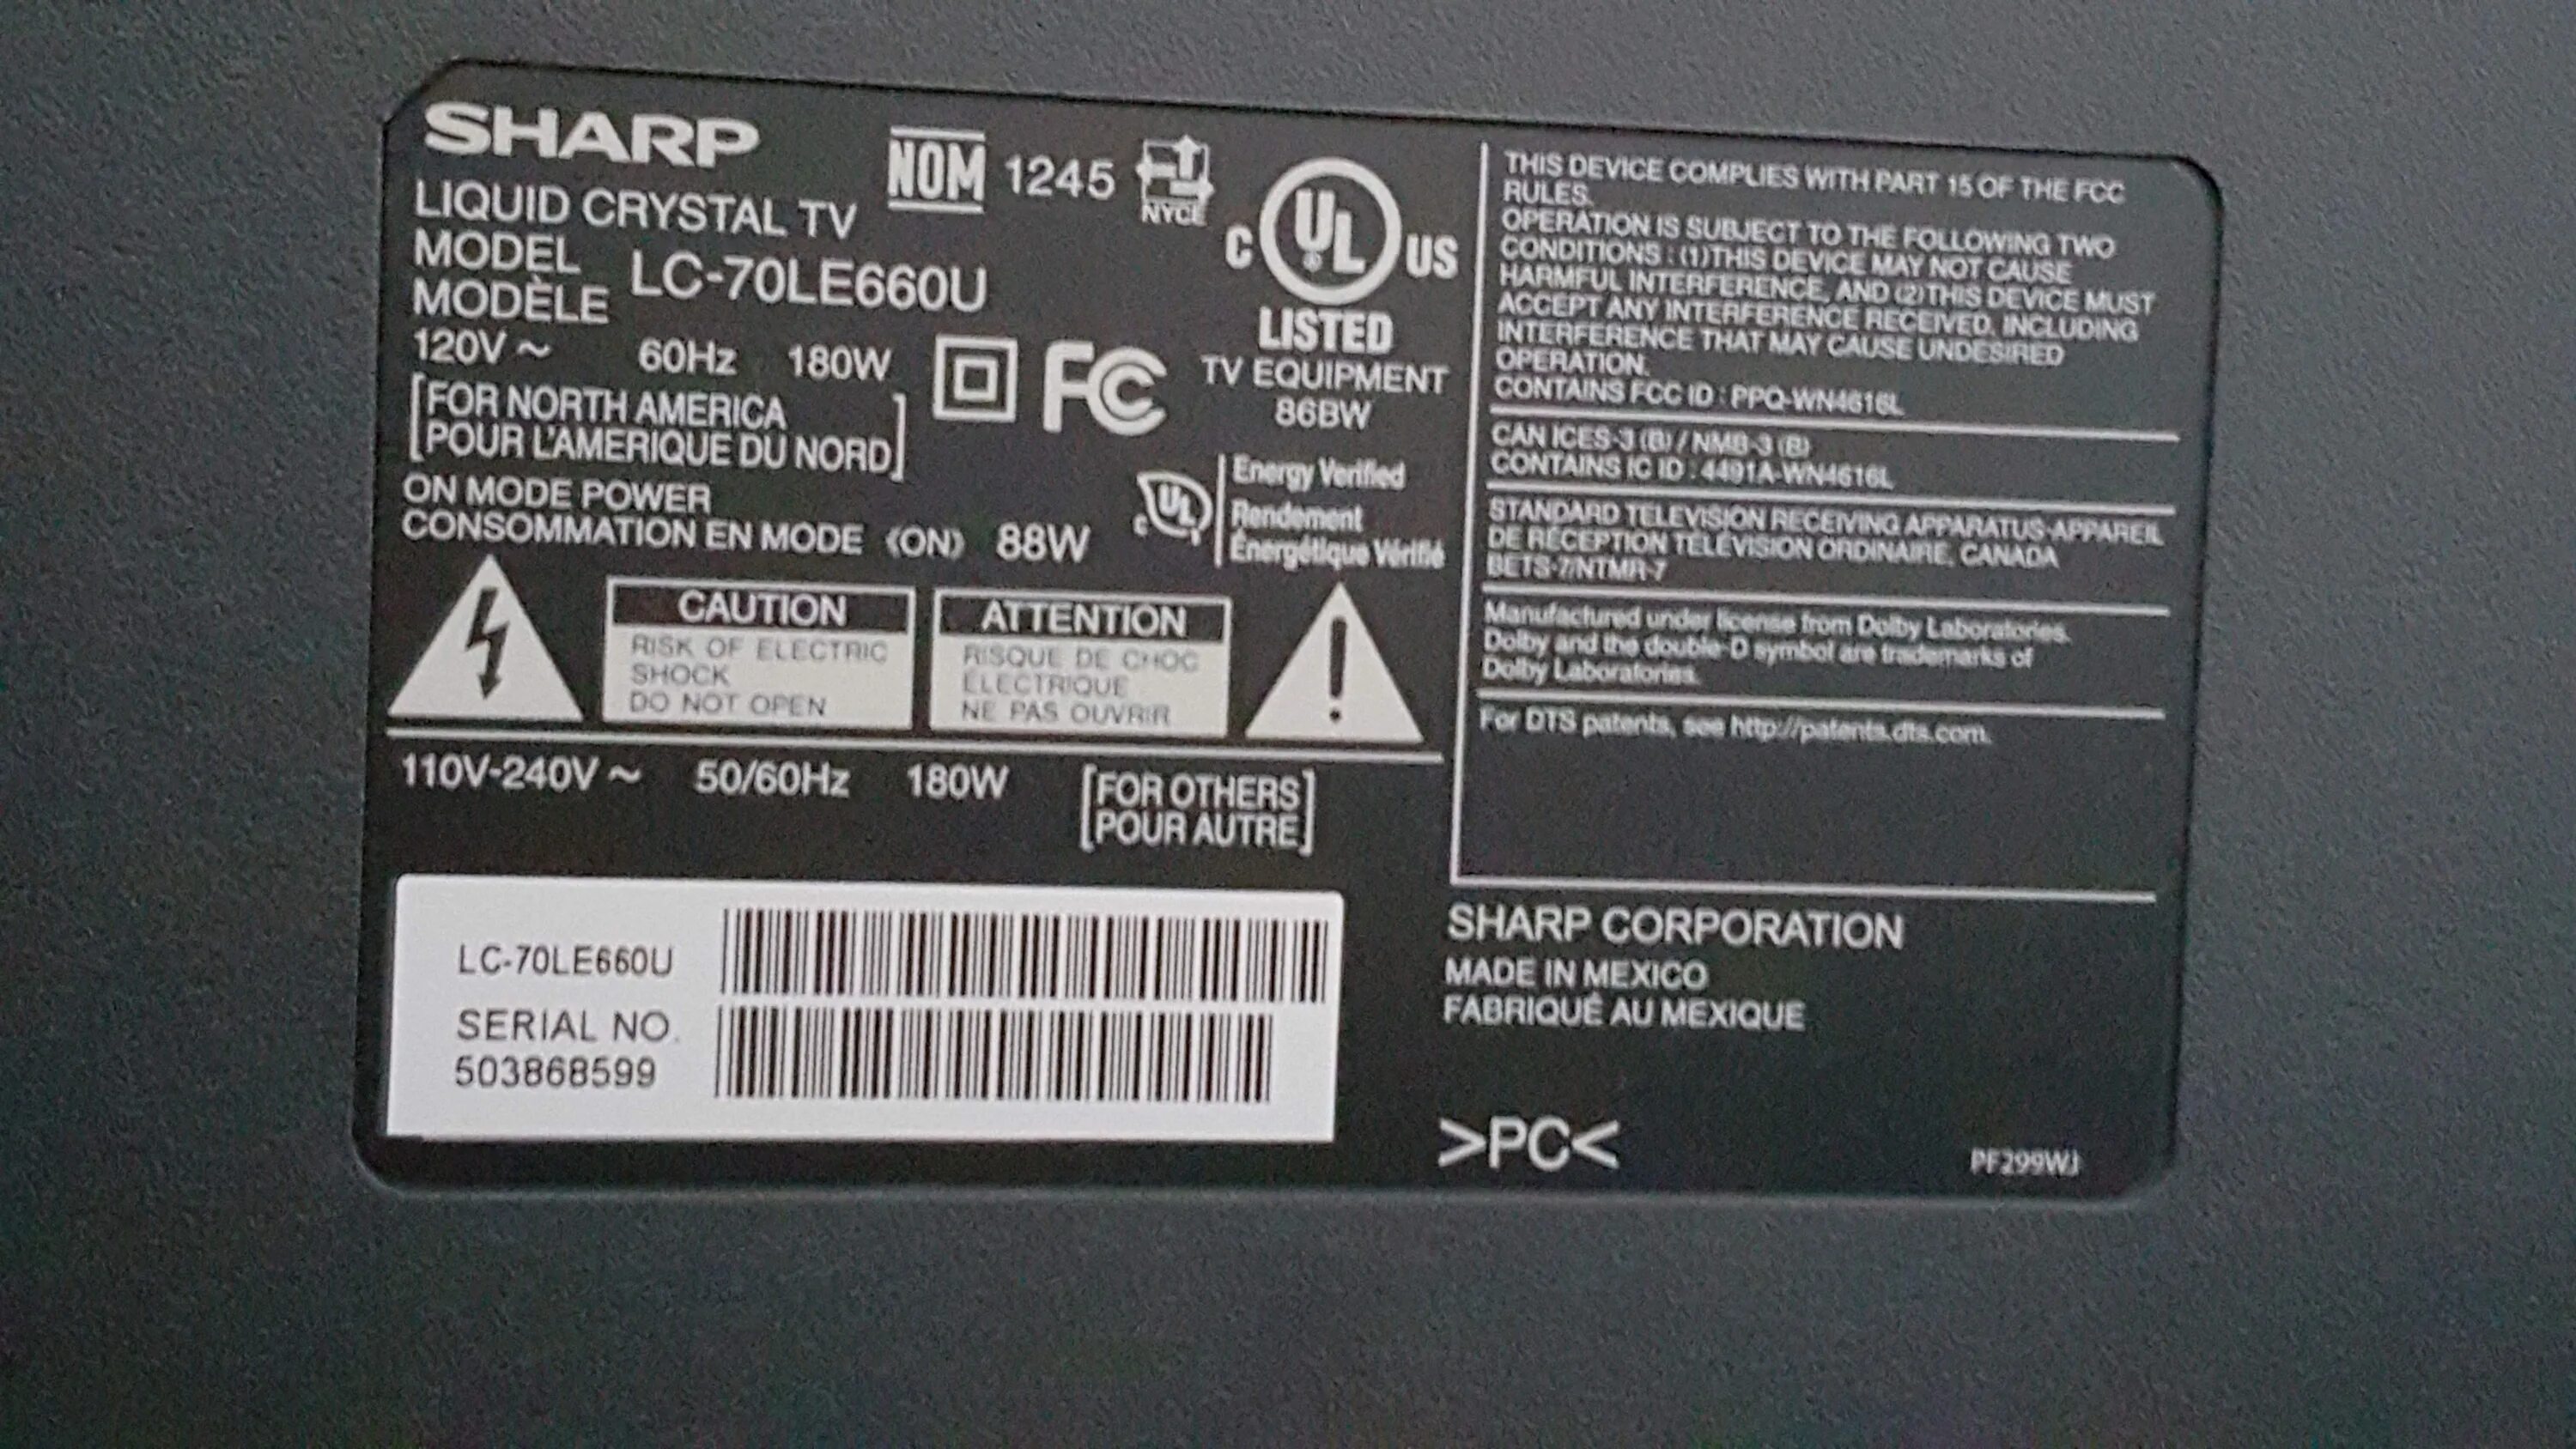 SHARP
NOM 1245 NYCE
LIQUID CRYSTAL TV
MODEL
MODÈLE LC-70LE660U
120V ~ 60Hz 180W
[FOR NORTH AMERICA
POUR L'AMERIQUE DU NORD]
FC
C UL US
®
LISTED
TV EQUIPMENT
86BW
ON MODE POWER
CONSOMMATION EN MODE (ON) 88W
C UL
Energy Verified
Rendement
Énergétique Vérifié
CAUTION
RISK OF ELECTRIC
SHOCK
DO NOT OPEN
ATTENTION
RISQUE DE CHOC
ÉLECTRIQUE
NE PAS OUVRIR
110V-240V ~ 50/60Hz 180W
[FOR OTHERS
POUR AUTRE]
LC-70LE660U
SERIAL NO.
503868599
THIS DEVICE COMPLIES WITH PART 15 OF THE FCC
RULES.
OPERATION IS SUBJECT TO THE FOLLOWING TWO
CONDITIONS : (1)THIS DEVICE MAY NOT CAUSE
HARMFUL INTERFERENCE, AND (2)THIS DEVICE MUST
ACCEPT ANY INTERFERENCE RECEIVED, INCLUDING
INTERFERENCE THAT MAY CAUSE UNDESIRED
OPERATION.
CONTAINS FCC ID : PPQ-WN4616L
CAN ICES-3 (B) / NMB-3 (B)
CONTAINS IC ID : 4491A-WN4616L
STANDARD TELEVISION RECEIVING APPARATUS-APPAREIL
DE RÉCEPTION TÉLÉVISION ORDINAIRE, CANADA
BETS-7/NTMR-7
Manufactured under license from Dolby Laboratories.
Dolby and the double-D symbol are trademarks of
Dolby Laboratories.
For DTS patents, see http://patents.dts.com.
SHARP CORPORATION
MADE IN MEXICO
FABRIQUÉ AU MEXIQUE
>PC<
PF299WJ